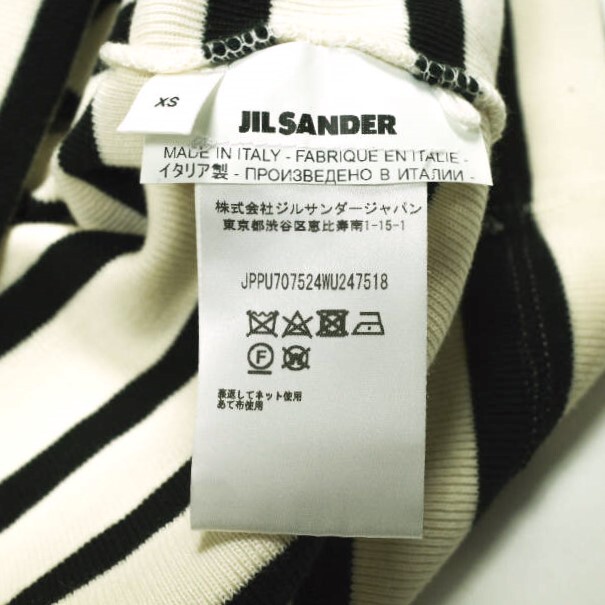 XS
JIL SANDER
MADE IN ITALY - FABRIQUE EN ITALIE -
イタリア製 - ПРОИЗВЕДЕНО В ИТАЛИИ -
株式会社ジルサンダージャパン
東京都渋谷区恵比寿南1-15-1
JPPU707524WU247518
F
W
裏返してネット使用
あて布使用